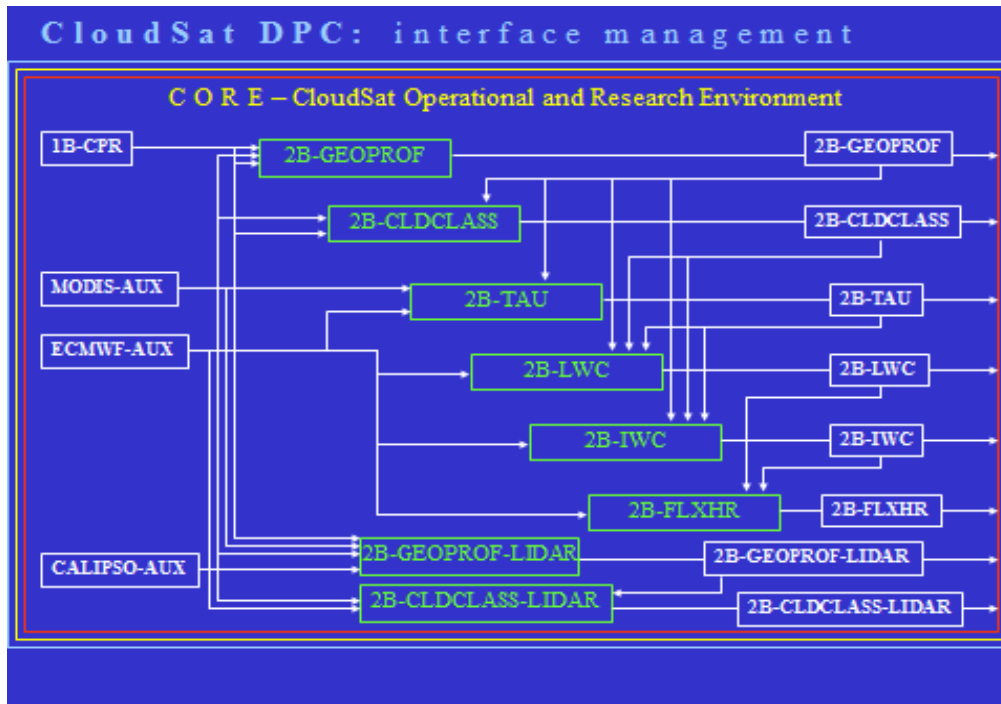 CloudSat DPC: interface management
C O R E – CloudSat Operational and Research Environment
1B-CPR
2B-GEOPROF
2B-GEOPROF
2B-CLDCLASS
2B-CLDCLASS
MODIS-AUX
2B-TAU
2B-TAU
ECMWF-AUX
2B-LWC
2B-LWC
2B-IWC
2B-IWC
2B-FLXHR
2B-FLXHR
CALIPSO-AUX
2B-GEOPROF-LIDAR
2B-GEOPROF-LIDAR
2B-CLDCLASS-LIDAR
2B-CLDCLASS-LIDAR